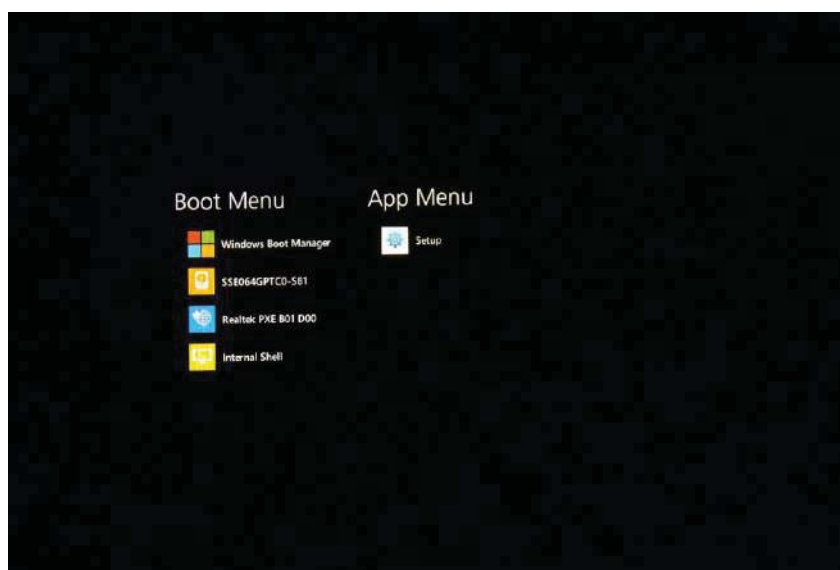 Boot Menu
Windows Boot Manager
SSE064GPTC0-S81
Realtek PXE B01 D00
Internal Shell
App Menu
Setup